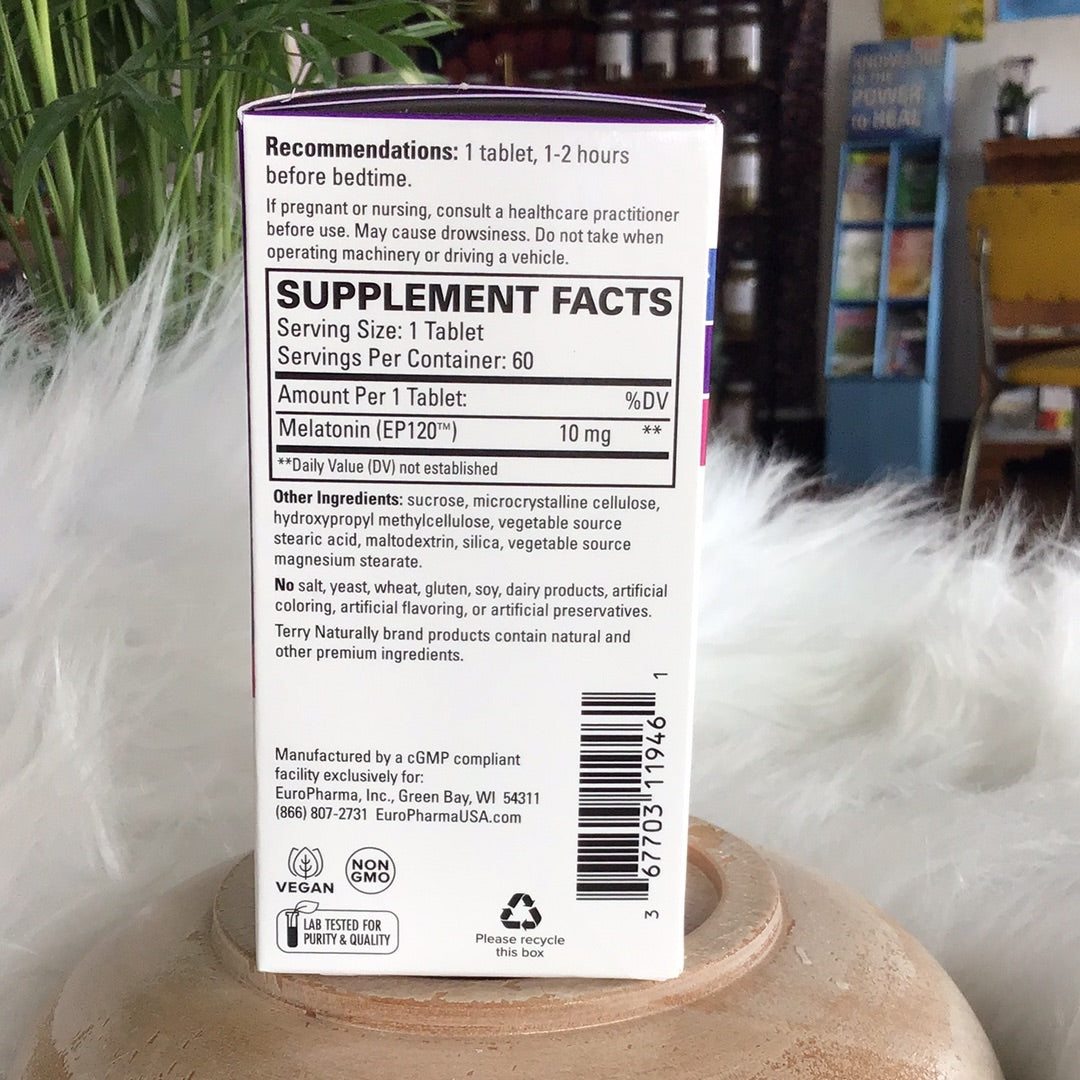 KNOWLEDGE
IS THE
POWER
to HEAL
Recommendations: 1 tablet, 1-2 hours
before bedtime.
If pregnant or nursing, consult a healthcare practitioner
before use. May cause drowsiness. Do not take when
operating machinery or driving a vehicle.
SUPPLEMENT FACTS
Serving Size: 1 Tablet
Servings Per Container: 60
Amount Per 1 Tablet: %DV
Melatonin (EP120™) 10 mg **
**Daily Value (DV) not established
Other Ingredients: sucrose, microcrystalline cellulose,
hydroxypropyl methylcellulose, vegetable source
stearic acid, maltodextrin, silica, vegetable source
magnesium stearate.
No salt, yeast, wheat, gluten, soy, dairy products, artificial
coloring, artificial flavoring, or artificial preservatives.
Terry Naturally brand products contain natural and
other premium ingredients.
Manufactured by a cGMP compliant
facility exclusively for:
EuroPharma, Inc., Green Bay, WI 54311
(866) 807-2731 EuroPharmaUSA.com
3 67703 11946 1
VEGAN
NON
GMO
LAB TESTED FOR
PURITY & QUALITY
Please recycle
this box